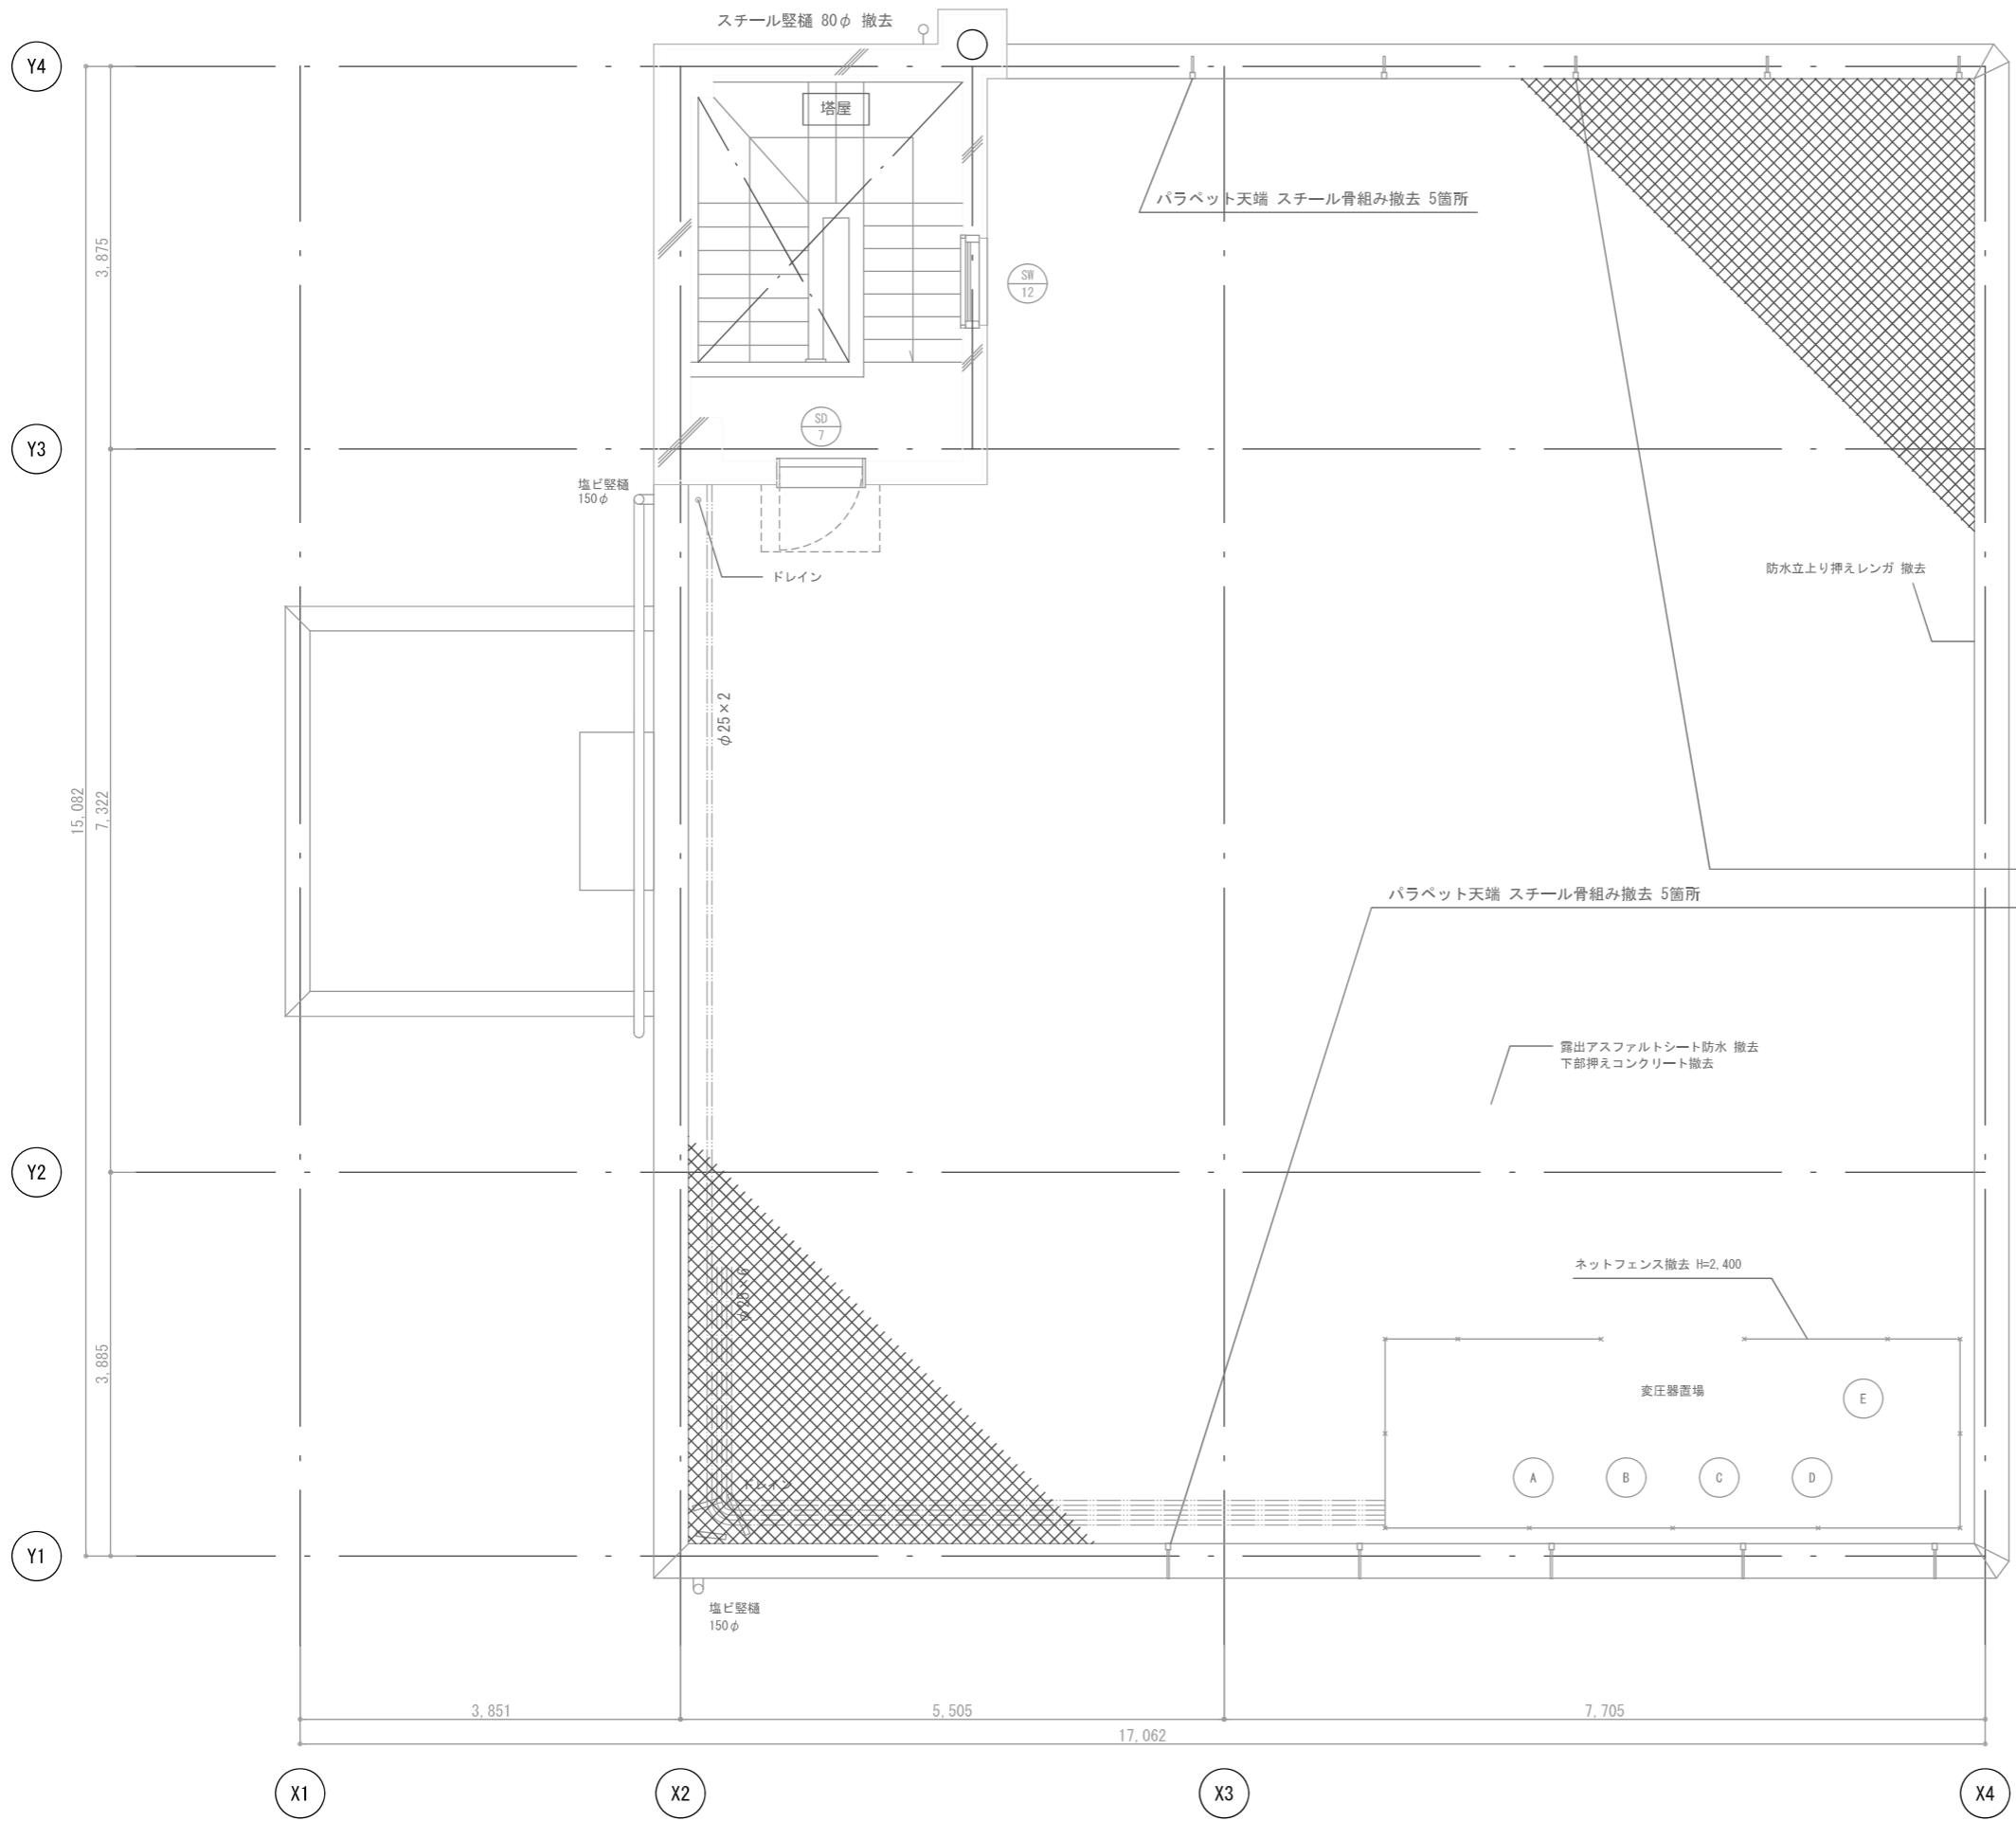 スチール竪樋 80φ 撤去
Y4
塔屋
パラペット天端 スチール骨組み撤去 5箇所
3,875
SW
12
SD
7
Y3
塩ビ竪樋
150φ
ドレイン
防水立上り押えレンガ 撤去
φ25×2
15,082
7,322
パラペット天端 スチール骨組み撤去 5箇所
露出アスファルトシート防水 撤去
下部押えコンクリート撤去
Y2
ネットフェンス撤去 H=2,400
φ25×6
3,885
変圧器置場
E
A
B
C
D
ドレイン
Y1
塩ビ竪樋
150φ
3,851
5,505
7,705
17,062
X1
X2
X3
X4